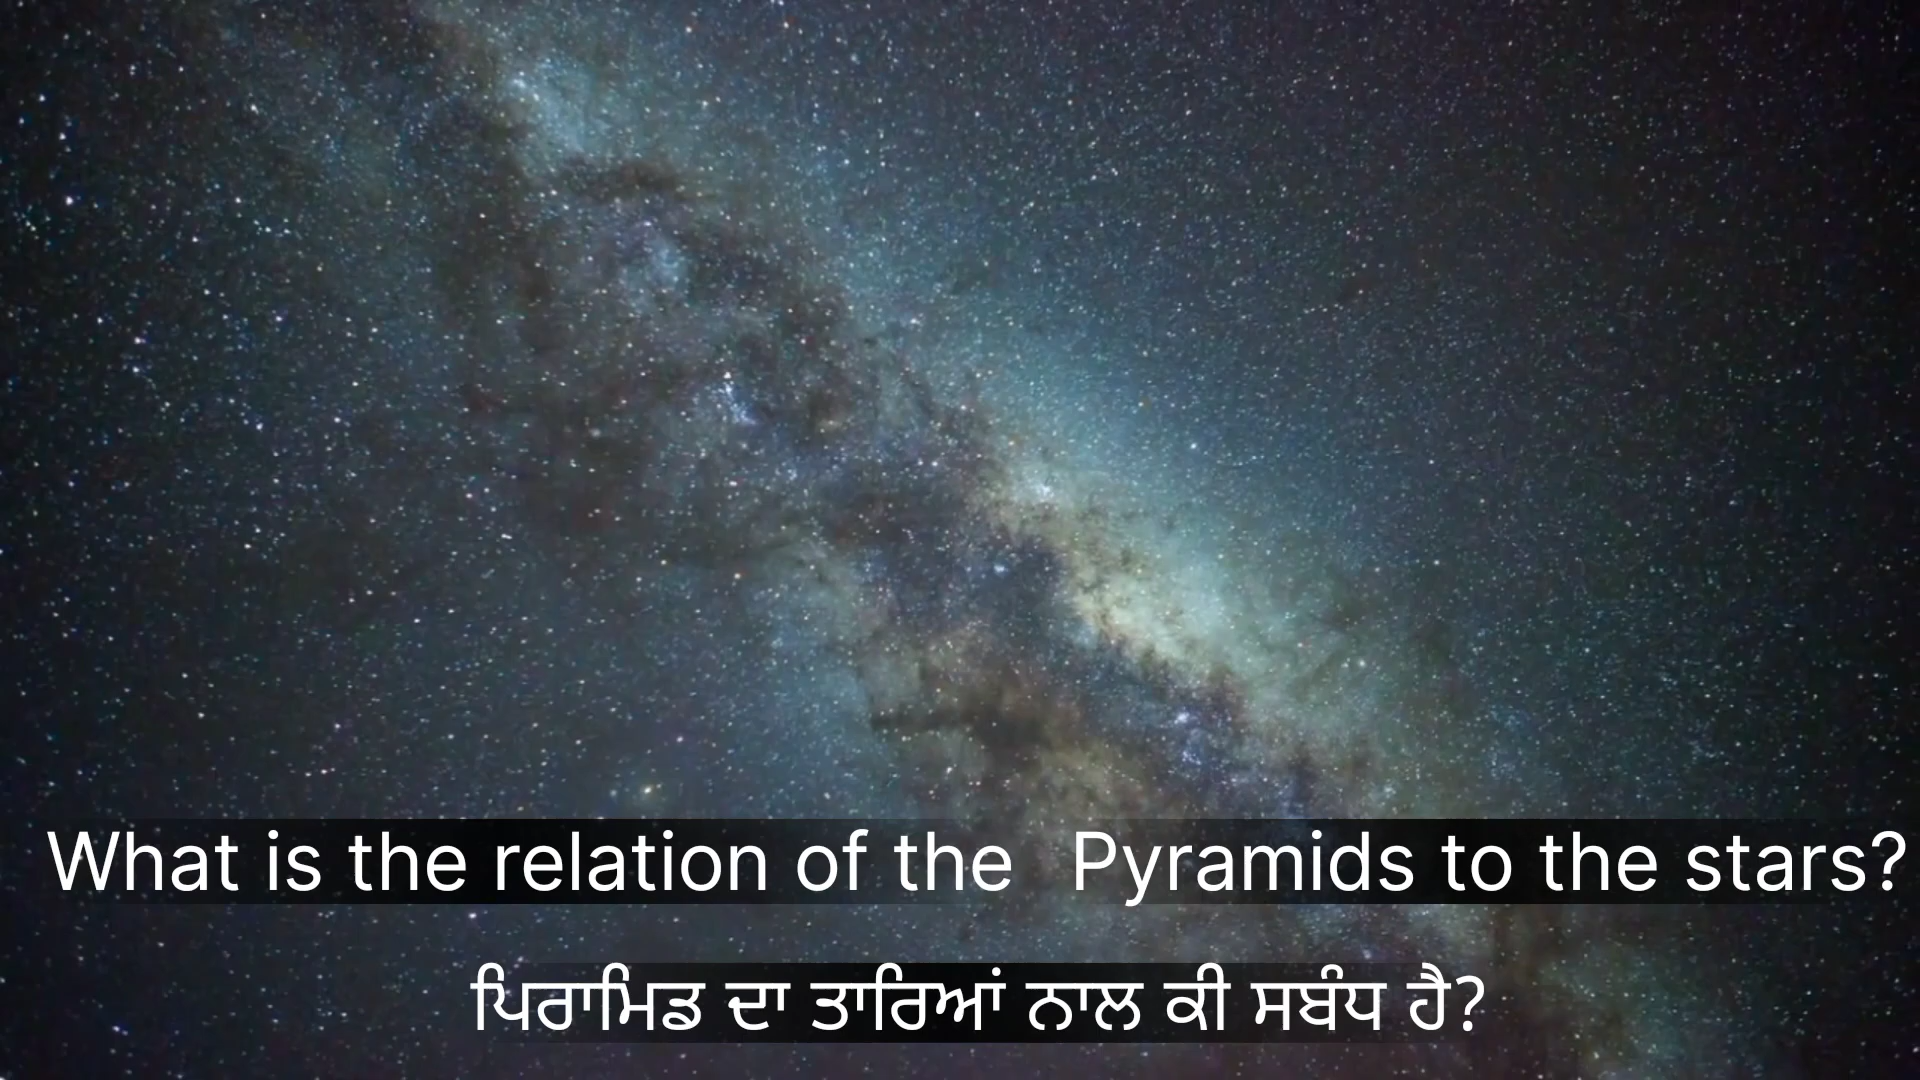 What is the relation of the Pyramids to the stars?
ਪਿਰਾਮਿਡ ਦਾ ਤਾਰਿਆਂ ਨਾਲ ਕੀ ਸਬੰਧ ਹੈ?